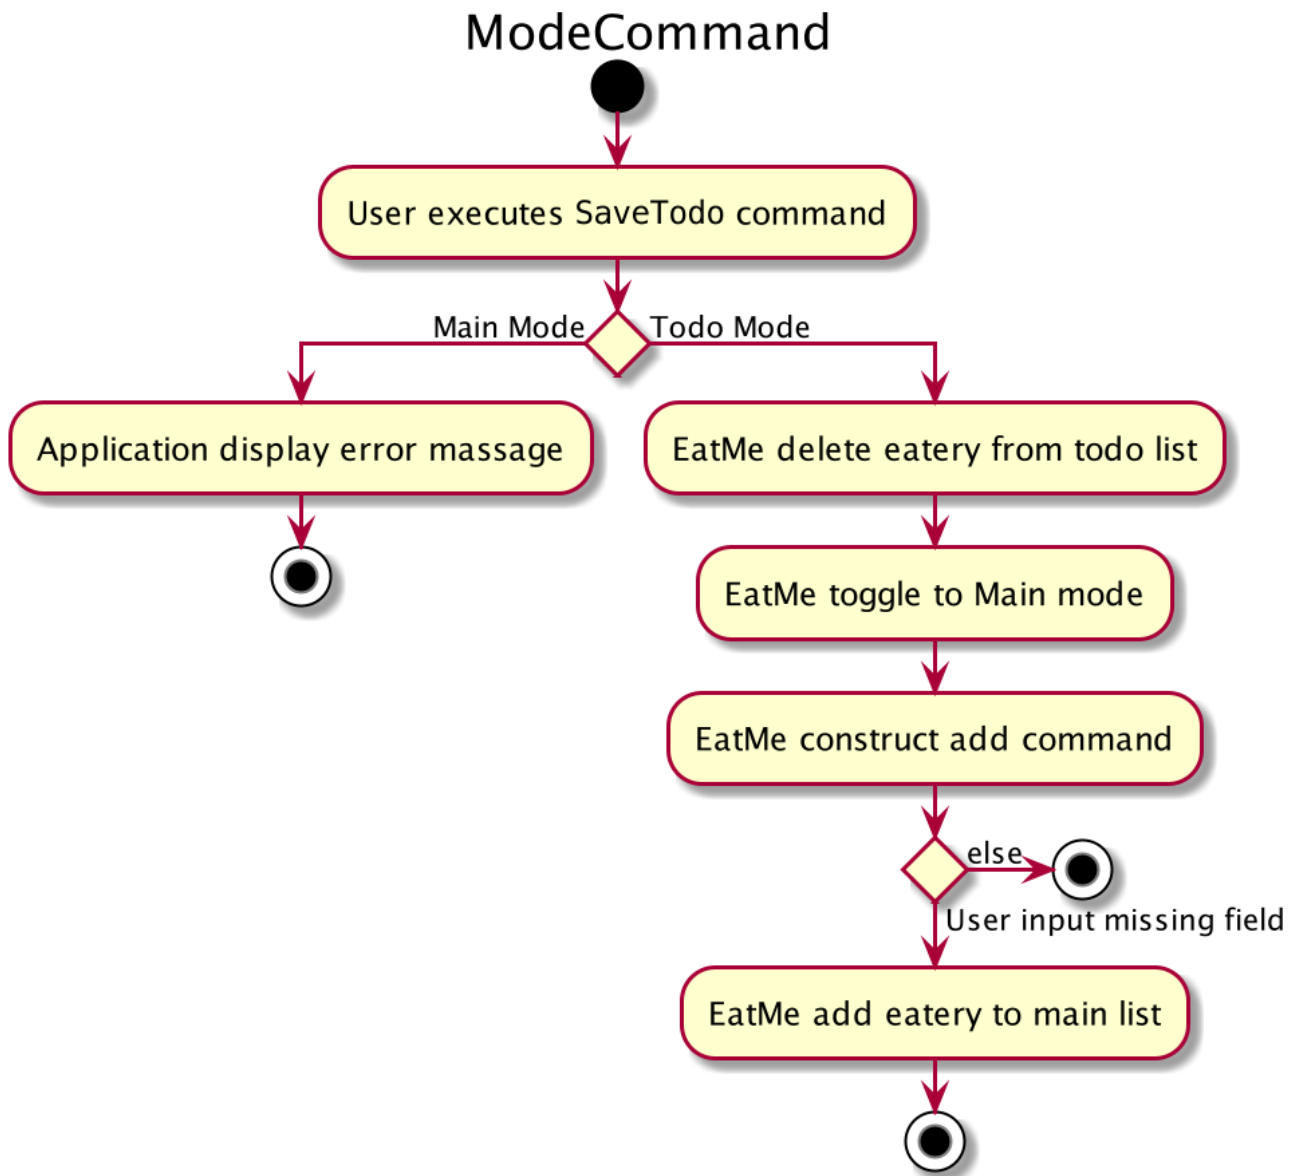 ModeCommand
User executes SaveTodo command
Main Mode
Todo Mode
Application display error massage
EatMe delete eatery from todo list
EatMe toggle to Main mode
EatMe construct add command
else
User input missing field
EatMe add eatery to main list